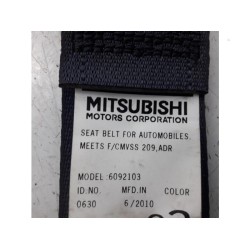 MITSUBISHI
MOTORS CORPORATION
SEAT BELT FOR AUTOMOBILES.
MEETS F/CMVSS 209,ADR
MODEL:6092103
ID.NO. MFD.IN COLOR
0630 6/2010